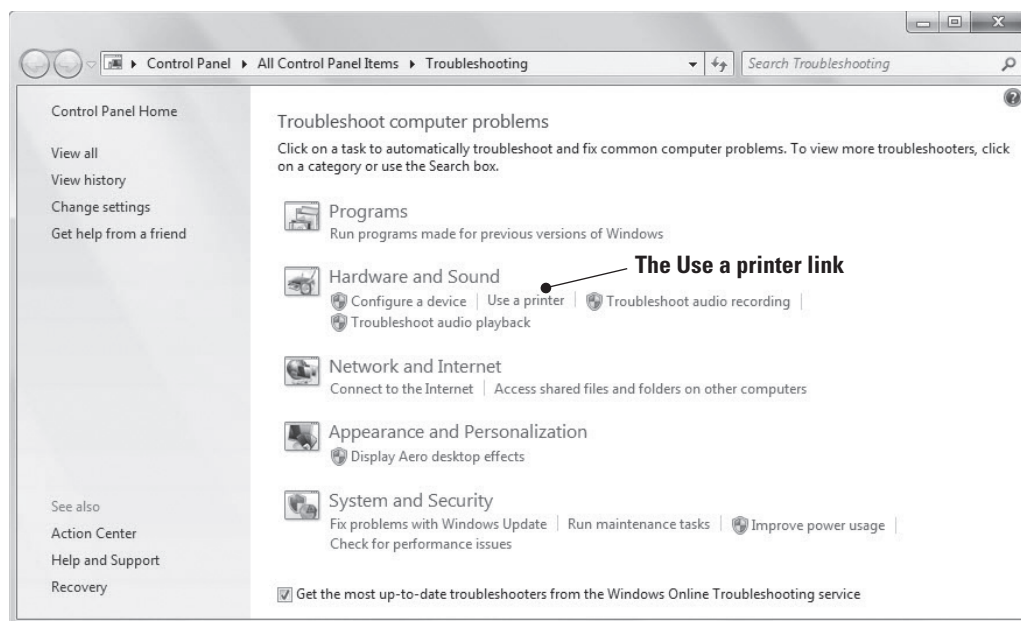 Control Panel ▸ All Control Panel Items ▸ Troubleshooting
Search Troubleshooting
Control Panel Home
View all
View history
Change settings
Get help from a friend
See also
Action Center
Help and Support
Recovery
Troubleshoot computer problems
Click on a task to automatically troubleshoot and fix common computer problems. To view more troubleshooters, click
on a category or use the Search box.
Programs
Run programs made for previous versions of Windows
The Use a printer link
Hardware and Sound
Configure a device | Use a printer | Troubleshoot audio recording |
Troubleshoot audio playback
Network and Internet
Connect to the Internet | Access shared files and folders on other computers
Appearance and Personalization
Display Aero desktop effects
System and Security
Fix problems with Windows Update | Run maintenance tasks | Improve power usage |
Check for performance issues
Get the most up-to-date troubleshooters from the Windows Online Troubleshooting service